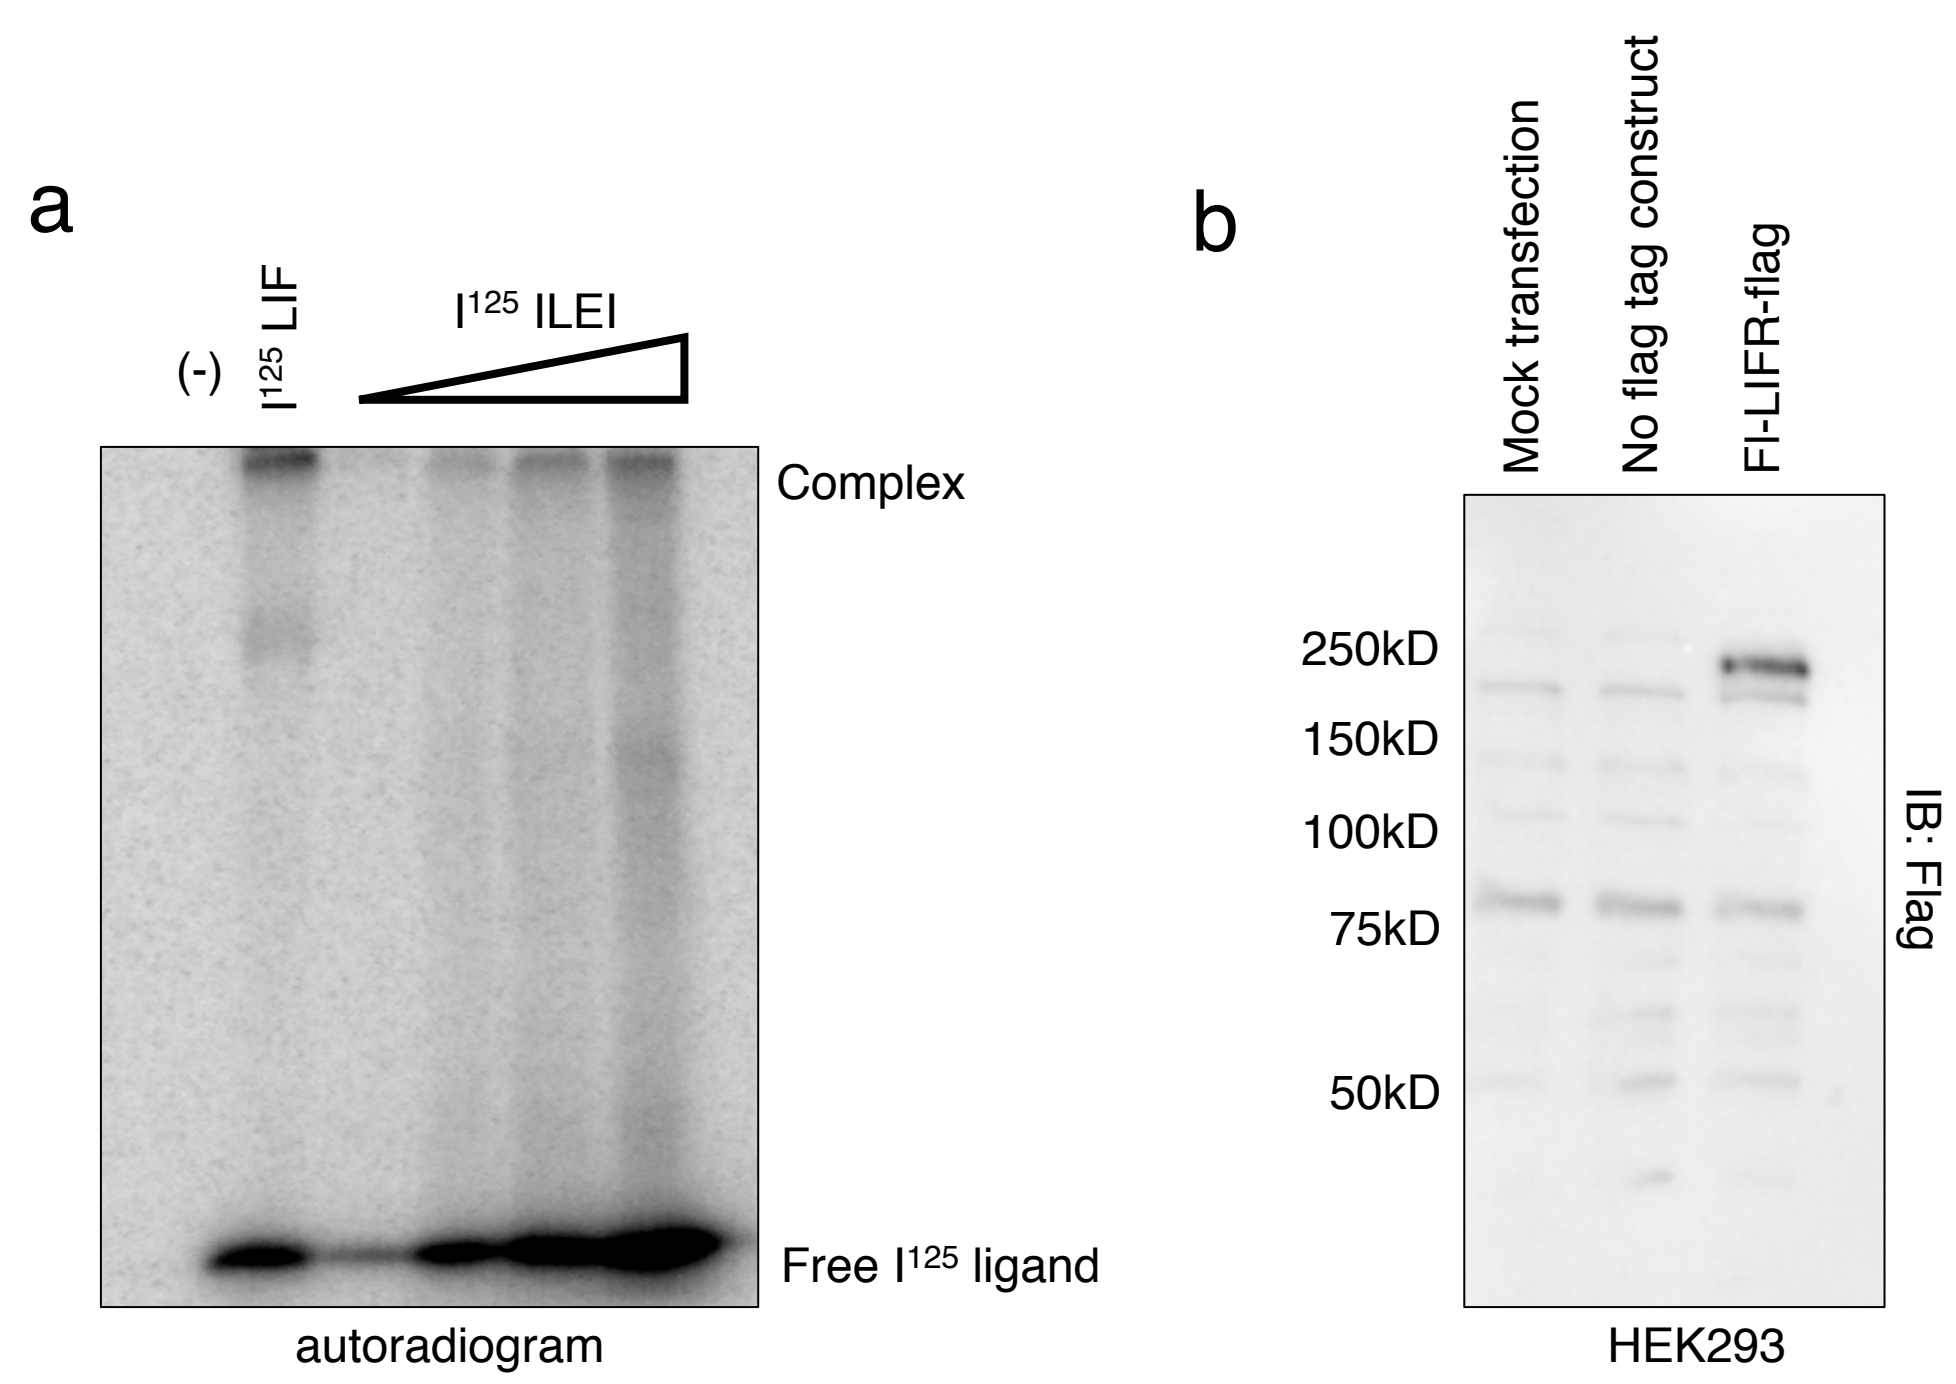 a
(-)
I¹²⁵ LIF
I¹²⁵ ILEI
Complex
Free I¹²⁵ ligand
autoradiogram
b
Mock transfection
No flag tag construct
Fl-LIFR-flag
250kD
150kD
100kD
75kD
50kD
IB: Flag
HEK293